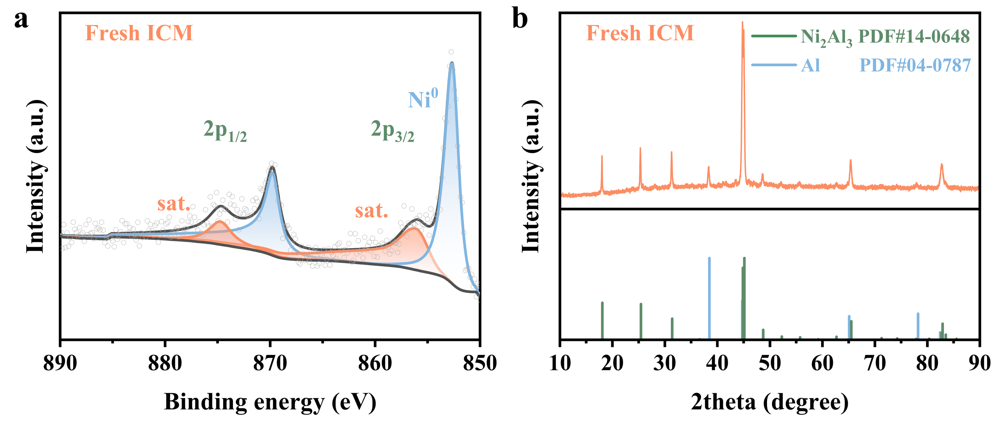 a
Fresh ICM
Ni⁰
2p₁/₂
2p₃/₂
sat.
sat.
Intensity (a.u.)
890 880 870 860 850
Binding energy (eV)
b
Fresh ICM
Ni₂Al₃ PDF#14-0648
Al PDF#04-0787
Intensity (a.u.)
10 20 30 40 50 60 70 80 90
2theta (degree)